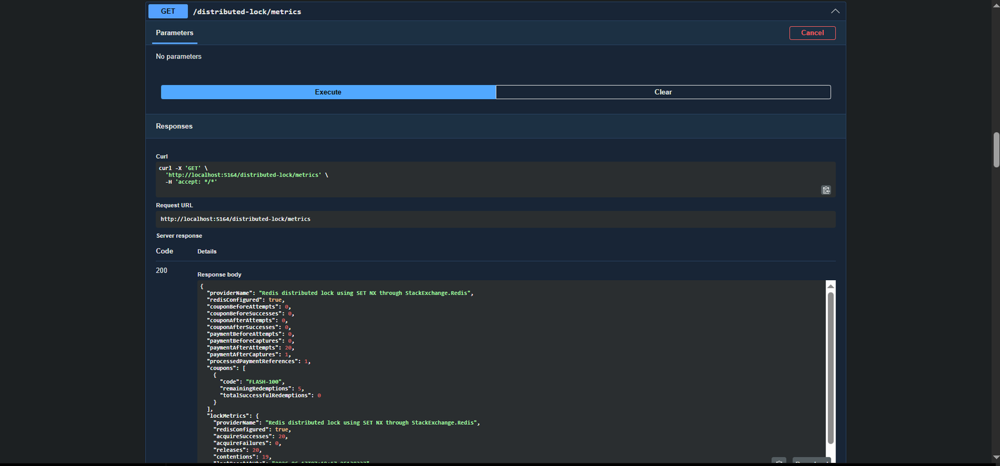 GET /distributed-lock/metrics
Parameters
Cancel
No parameters
Execute
Clear
Responses
Curl
curl -X 'GET' \
  'http://localhost:5164/distributed-lock/metrics' \
  -H 'accept: */*'
Request URL
http://localhost:5164/distributed-lock/metrics
Server response
Code Details
200
Response body
{
  "providerName": "Redis distributed lock using SET NX through StackExchange.Redis",
  "redisConfigured": true,
  "couponBeforeAttempts": 0,
  "couponBeforeSuccesses": 0,
  "couponAfterAttempts": 0,
  "couponAfterSuccesses": 0,
  "paymentBeforeAttempts": 0,
  "paymentBeforeCaptures": 0,
  "paymentAfterAttempts": 20,
  "paymentAfterCaptures": 1,
  "processedPaymentReferences": 1,
  "coupons": [
    {
      "code": "FLASH-100",
      "remainingRedemptions": 5,
      "totalSuccessfulRedemptions": 0
    }
  ],
  "lockMetrics": {
    "providerName": "Redis distributed lock using SET NX through StackExchange.Redis",
    "redisConfigured": true,
    "acquireSuccesses": 20,
    "acquireFailures": 0,
    "releases": 20,
    "contentions": 19,